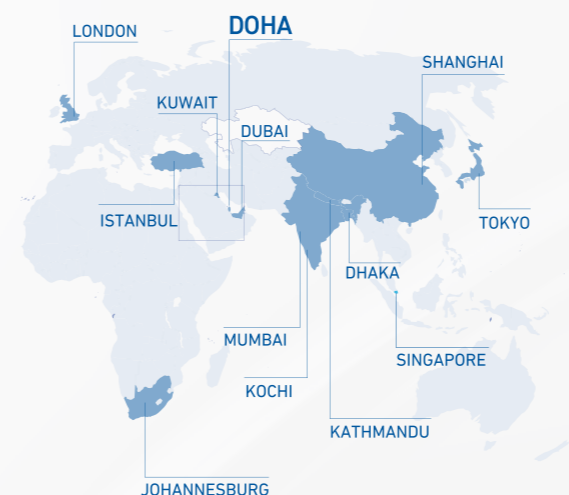 DOHA
LONDON
SHANGHAI
KUWAIT
DUBAI
ISTANBUL
TOKYO
DHAKA
MUMBAI
SINGAPORE
KOCHI
KATHMANDU
JOHANNESBURG